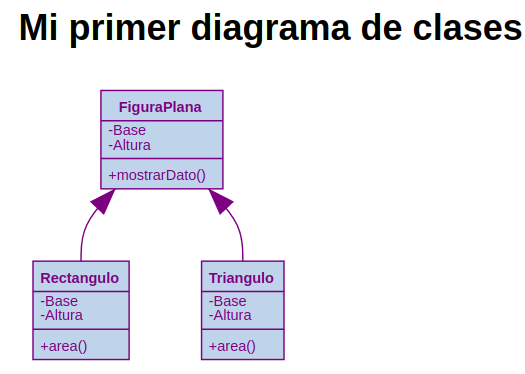 Mi primer diagrama de clases
FiguraPlana
-Base
-Altura
+mostrarDato()
Rectangulo
-Base
-Altura
+area()
Triangulo
-Base
-Altura
+area()